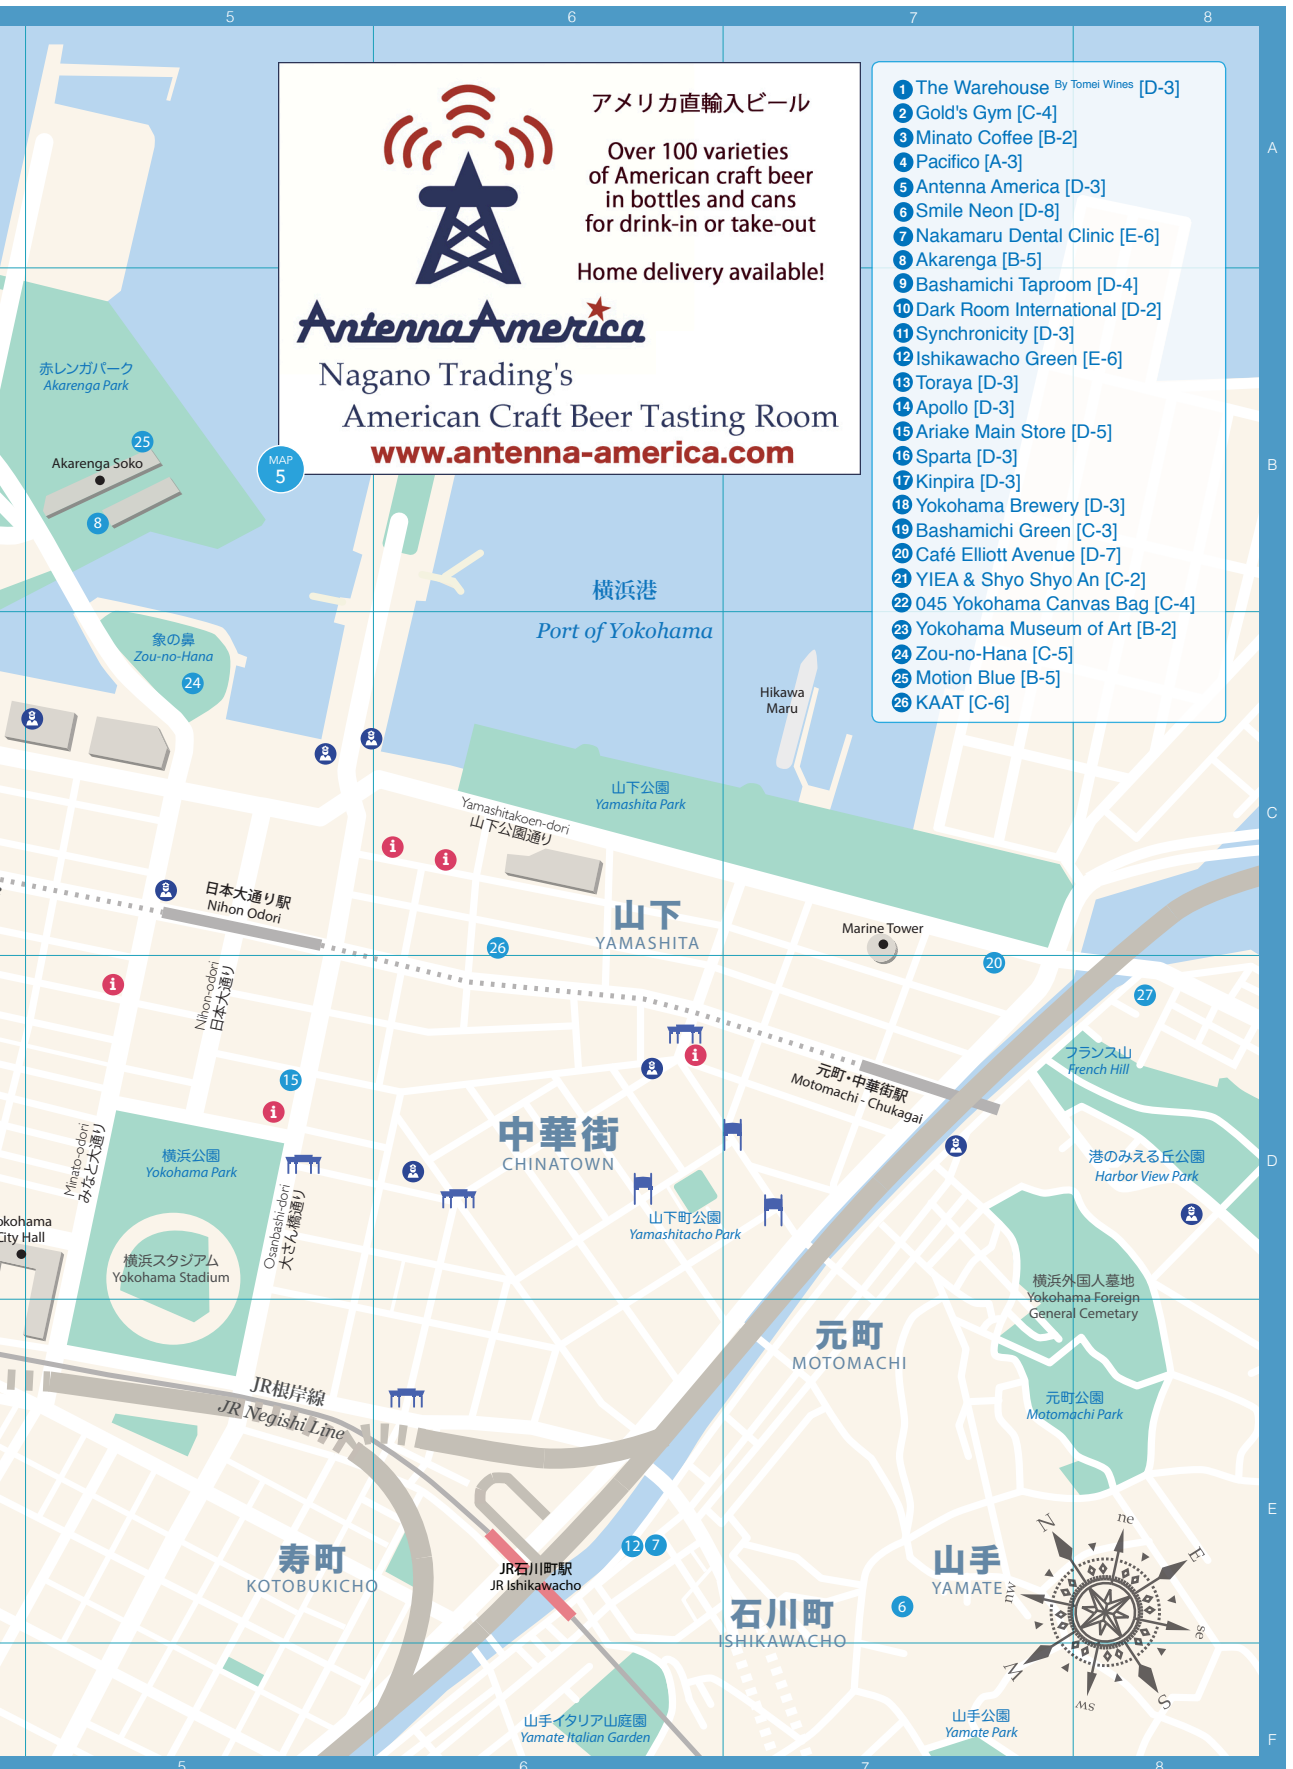 5 6 7 8
アメリカ直輸入ビール
Over 100 varieties
of American craft beer
in bottles and cans
for drink-in or take-out
Home delivery available!
AntennaAmerica
Nagano Trading's
American Craft Beer Tasting Room
www.antenna-america.com
MAP
5
1 The Warehouse By Tomei Wines [D-3]
2 Gold's Gym [C-4]
3 Minato Coffee [B-2]
4 Pacifico [A-3]
5 Antenna America [D-3]
6 Smile Neon [D-8]
7 Nakamaru Dental Clinic [E-6]
8 Akarenga [B-5]
9 Bashamichi Taproom [D-4]
10 Dark Room International [D-2]
11 Synchronicity [D-3]
12 Ishikawacho Green [E-6]
13 Toraya [D-3]
14 Apollo [D-3]
15 Ariake Main Store [D-5]
16 Sparta [D-3]
17 Kinpira [D-3]
18 Yokohama Brewery [D-3]
19 Bashamichi Green [C-3]
20 Café Elliott Avenue [D-7]
21 YIEA & Shyo Shyo An [C-2]
22 045 Yokohama Canvas Bag [C-4]
23 Yokohama Museum of Art [B-2]
24 Zou-no-Hana [C-5]
25 Motion Blue [B-5]
26 KAAT [C-6]
A
B
C
D
E
F
赤レンガパーク
Akarenga Park
25
Akarenga Soko
8
横浜港
Port of Yokohama
象の鼻
Zou-no-Hana
24
Hikawa
Maru
山下公園
Yamashita Park
Yamashitakoen-dori
山下公園通り
日本大通り駅
Nihon Odori
山下
YAMASHITA
26
Marine Tower
20
27
Nihon-odori
日本大通り
15
フランス山
French Hill
元町・中華街駅
Motomachi - Chukagai
中華街
CHINATOWN
Minato-odori
みなと大通り
横浜公園
Yokohama Park
港のみえる丘公園
Harbor View Park
Osanbashi-dori
大さん橋通り
山下町公園
Yamashitacho Park
okohama
City Hall
横浜スタジアム
Yokohama Stadium
横浜外国人墓地
Yokohama Foreign
General Cemetary
元町
MOTOMACHI
JR根岸線
JR Negishi Line
元町公園
Motomachi Park
12 7
寿町
KOTOBUKICHO
JR石川町駅
JR Ishikawacho
山手
YAMATE
6
石川町
ISHIKAWACHO
N
ne
E
se
S
sw
W
nw
山手イタリア山庭園
Yamate Italian Garden
山手公園
Yamate Park
5 6 7 8